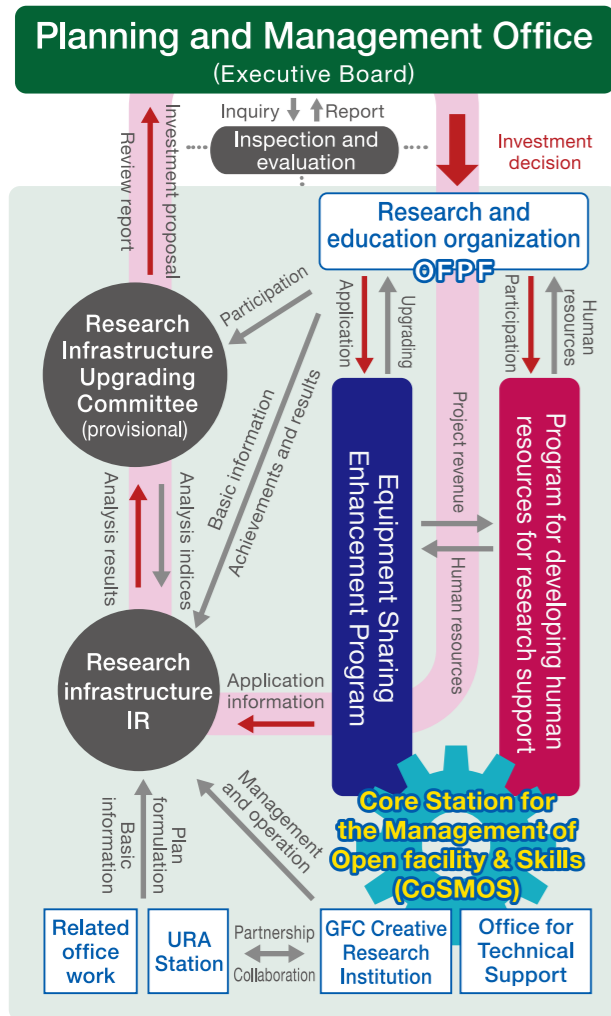 Planning and Management Office
(Executive Board)
Inquiry
Report
Inspection and
evaluation
Investment
decision
Investment proposal
Review report
Research and
education organization
OFPF
Participation
Application
Upgrading
Participation
Human
resources
Research
Infrastructure
Upgrading
Committee
(provisional)
Basic information
Achievements and results
Equipment Sharing
Enhancement Program
Project revenue
Human resources
Program for developing human
resources for research support
Analysis results
Analysis indices
Research
infrastructure
IR
Application
information
Plan
formulation
Basic
information
Management
and operation
Core Station for
the Management of
Open facility & Skills
(CoSMOS)
Related
office
work
URA
Station
Partnership
Collaboration
GFC Creative
Research
Institution
Office for
Technical
Support